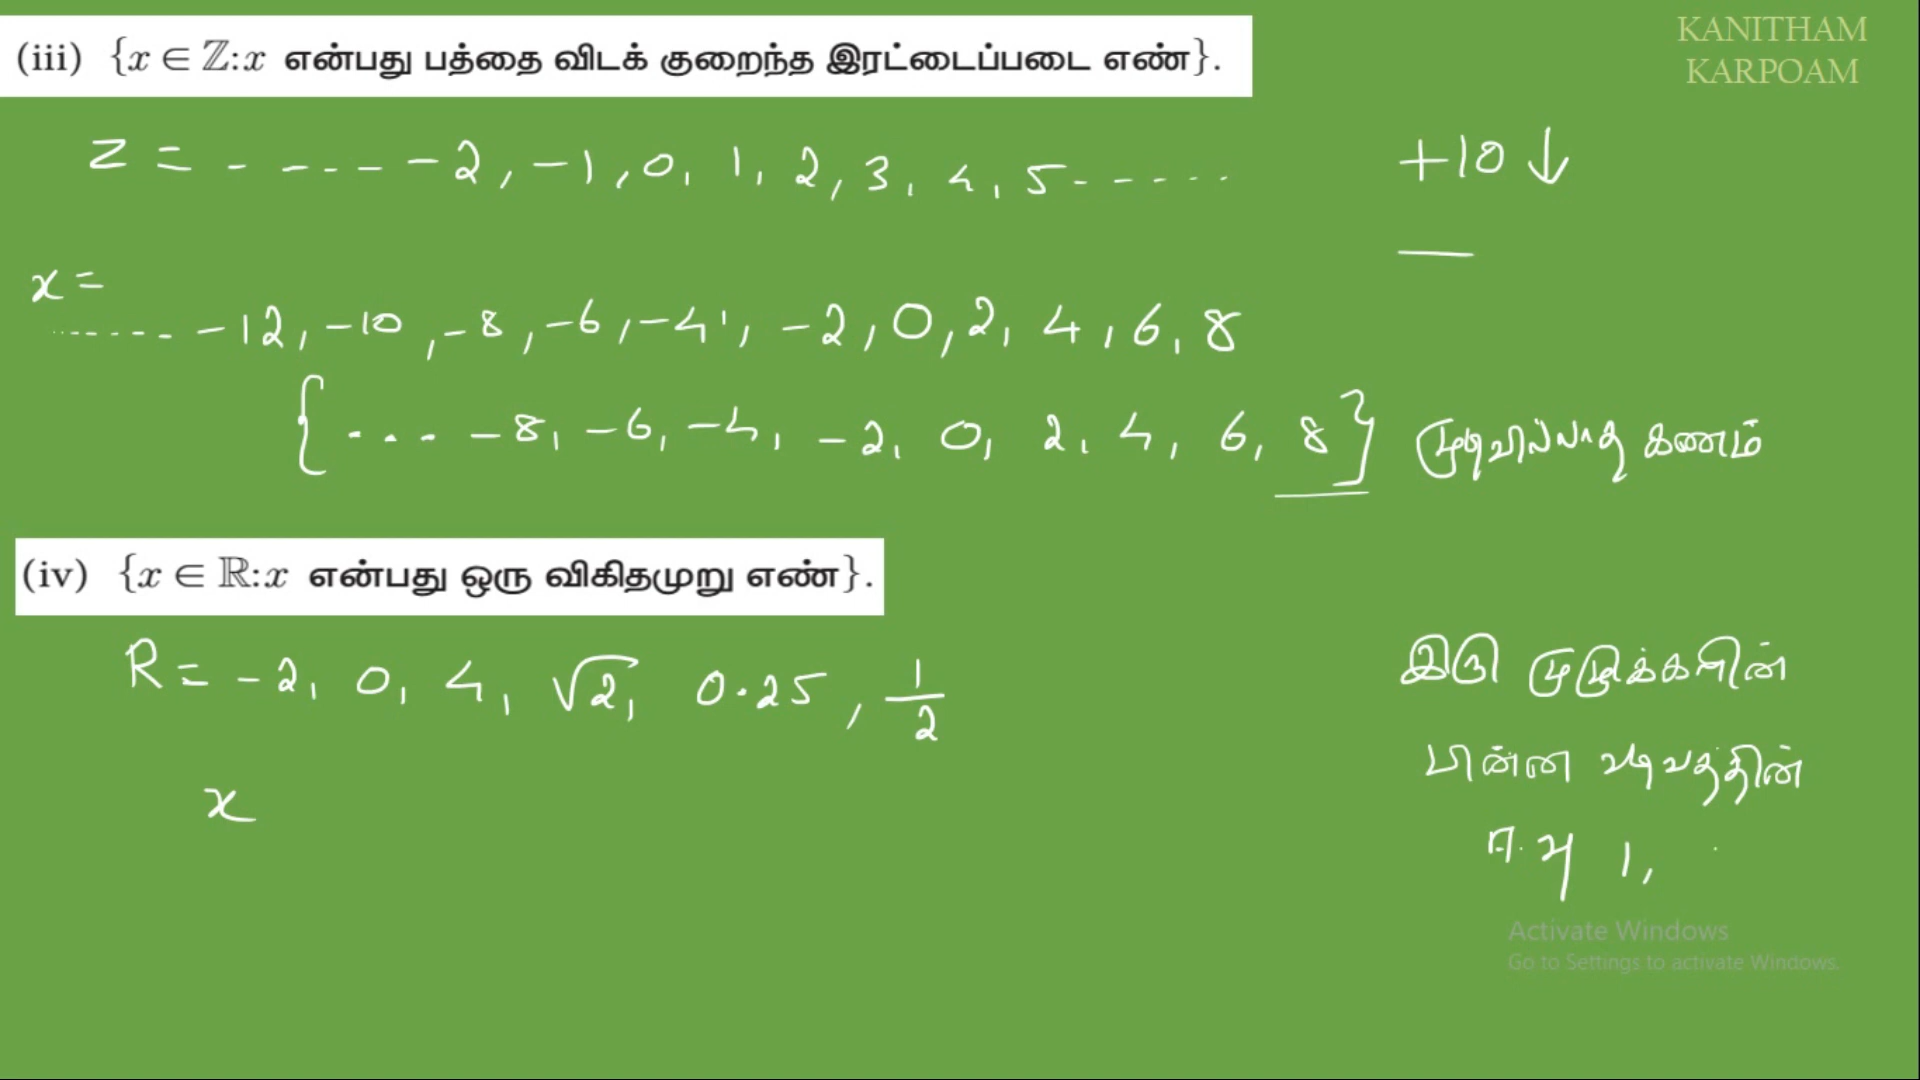 KANITHAM
KARPOAM
(iii) {x ∈ ℤ:x என்பது பத்தை விடக் குறைந்த இரட்டைப்படை எண்}.
Z = - - - - - -2, -1, 0, 1, 2, 3, 4, 5 - - - - -
+10 ↓
x =
...... -12, -10, -8, -6, -4, -2, 0, 2, 4, 6, 8
{ ... -8, -6, -4, -2, 0, 2, 4, 6, 8} முடிவில்லாத கணம்
(iv) {x ∈ ℝ:x என்பது ஒரு விகிதமுறு எண்}.
R = -2, 0, 4, √2, 0.25, 1/2
x
இரு முழுக்களின்
பின்ன வடிவத்தின்
1,
Activate Windows
Go to Settings to activate Windows.